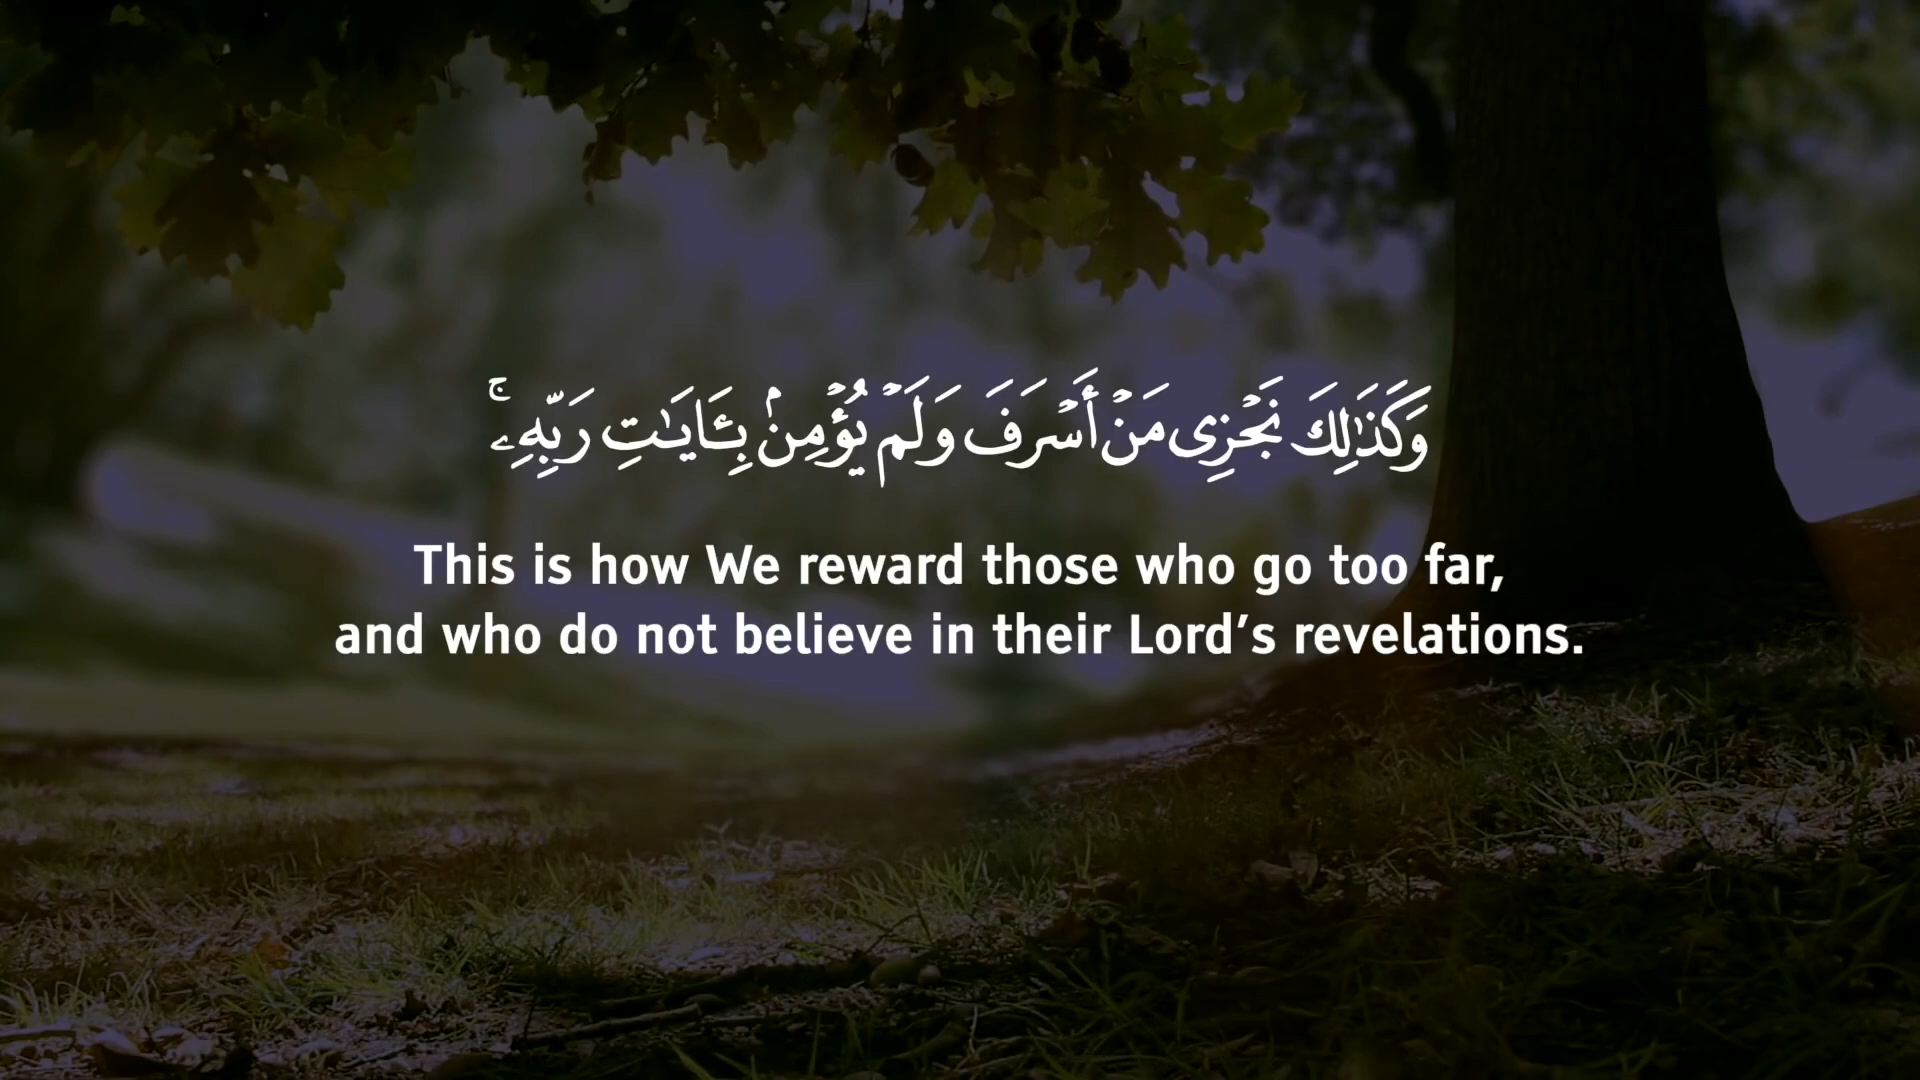 وَكَذَٰلِكَ نَجْزِى مَنْ أَسْرَفَ وَلَمْ يُؤْمِنۢ بِـَٔايَـٰتِ رَبِّهِۦ ۚ
This is how We reward those who go too far,
and who do not believe in their Lord’s revelations.